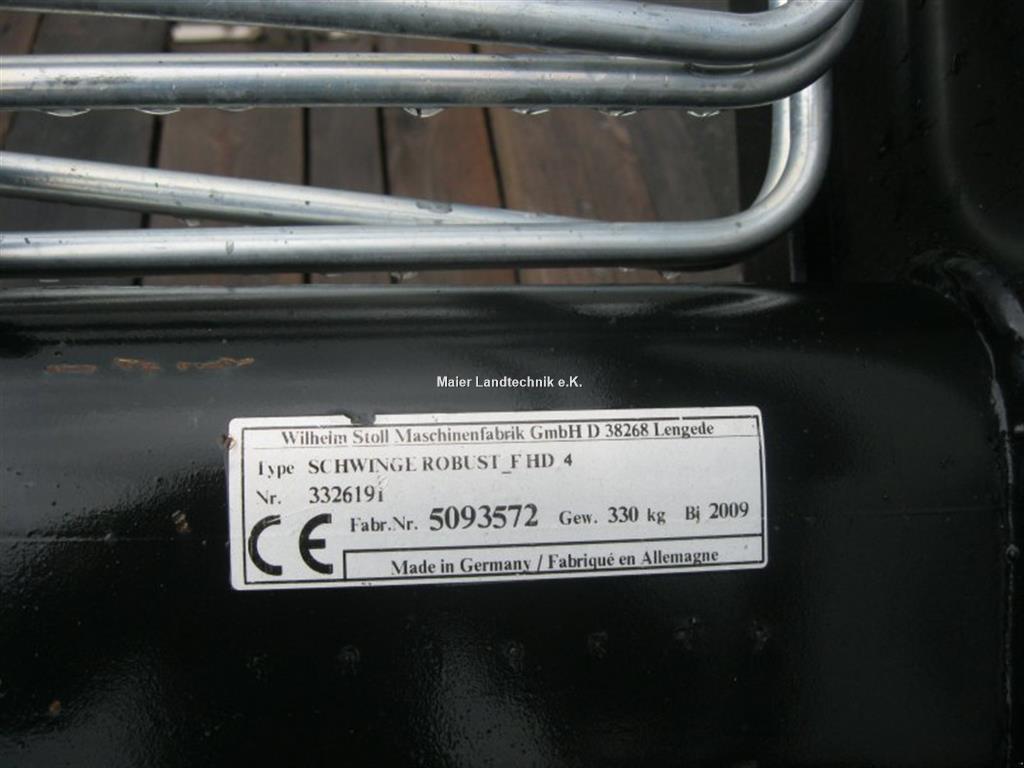 Maier Landtechnik e.K.
Wilhelm Stoll Maschinenfabrik GmbH D 38268 Lengede
Type SCHWINGE ROBUST_F HD 4
Nr. 3326191
CE Fabr.Nr. 5093572 Gew. 330 kg Bj 2009
Made in Germany / Fabriqué en Allemagne